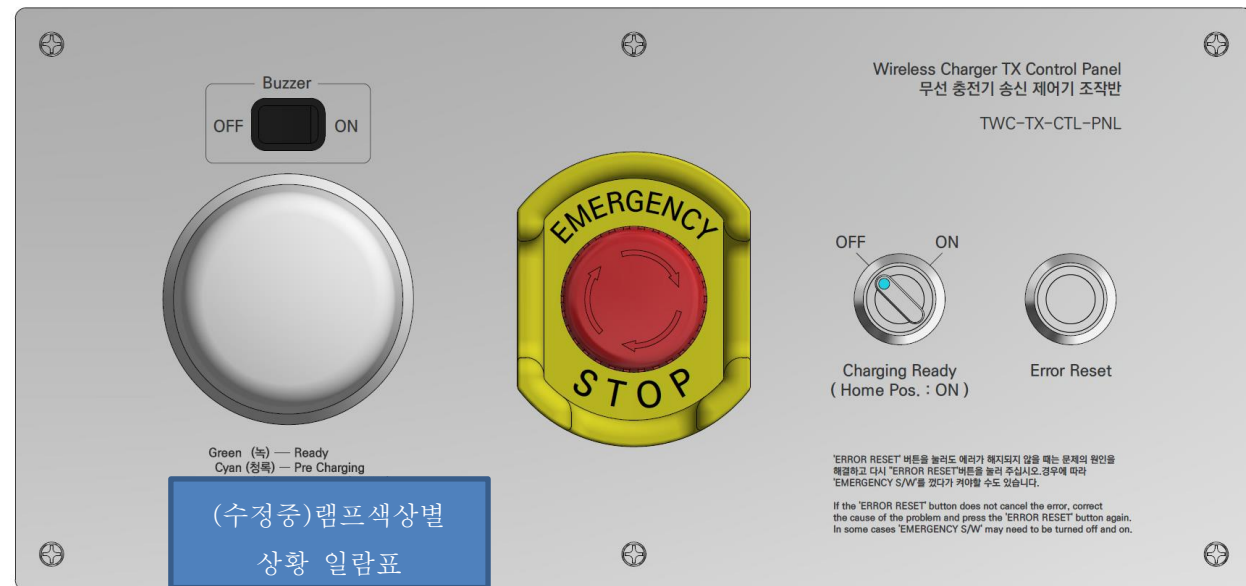 Buzzer
OFF ON
Wireless Charger TX Control Panel
무선 충전기 송신 제어기 조작반
TWC-TX-CTL-PNL
EMERGENCY
STOP
OFF ON
Charging Ready
( Home Pos. : ON )
Error Reset
Green (녹) — Ready
Cyan (청록) — Pre Charging
(수정중)램프색상별
상황 일람표
'ERROR RESET' 버튼을 눌러도 에러가 해지되지 않을 때는 문제의 원인을
해결하고 다시 "ERROR RESET'버튼을 눌러 주십시오.경우에 따라
'EMERGENCY S/W'를 껐다가 켜야할 수도 있습니다.
If the 'ERROR RESET' button does not cancel the error, correct
the cause of the problem and press the 'ERROR RESET' button again.
In some cases 'EMERGENCY S/W' may need to be turned off and on.